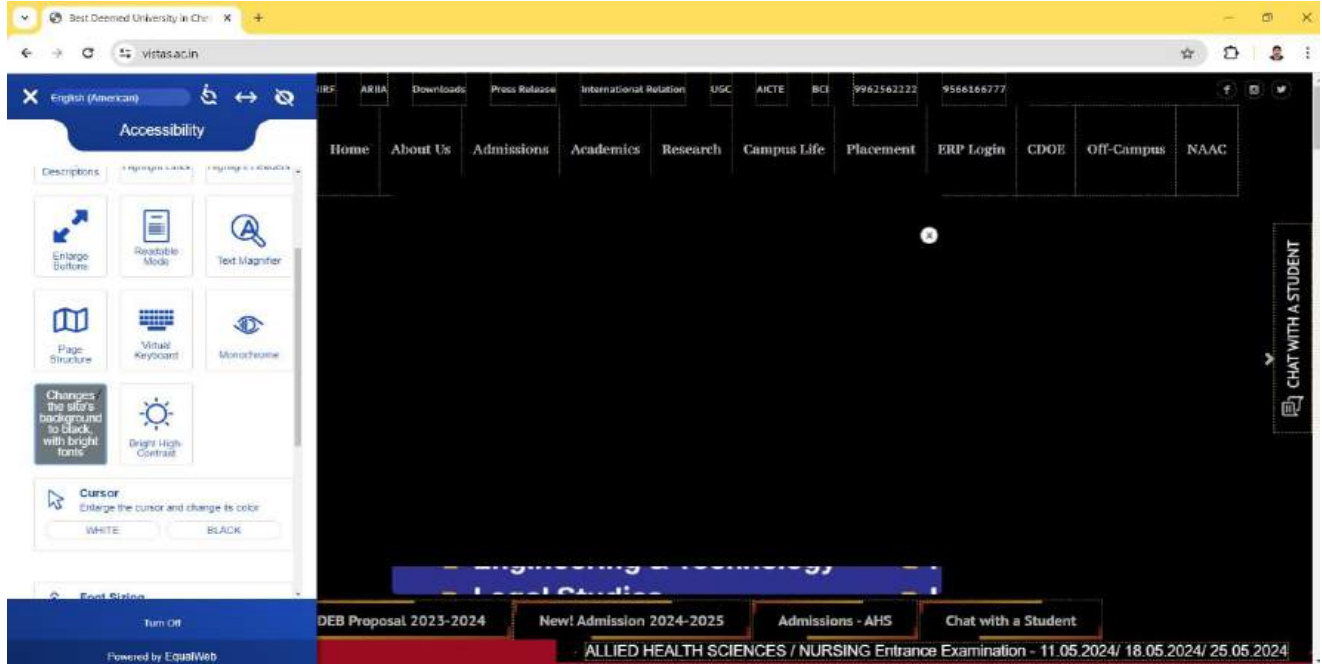 Best Deemed University in Che
vistas.ac.in
English (American)
Accessibility
Descriptions
Enlarge Buttons
Readable Mode
Text Magnifier
Page Structure
Virtual Keyboard
Monochrome
Changes the site's background to black, with bright fonts
Bright High-Contrast
Cursor
Enlarge the cursor and change its color
WHITE BLACK
Font Sizing
Turn Off
Powered by EqualWeb
ARIIA Downloads Press Release International Relation UGC AICTE BCI 9962562222 9566166777
Home About Us Admissions Academics Research Campus Life Placement ERP Login CDOE Off-Campus NAAC
CHAT WITH A STUDENT
Engineering & Technology
Legal Studies
DEB Proposal 2023-2024 New! Admission 2024-2025 Admissions - AHS Chat with a Student
ALLIED HEALTH SCIENCES / NURSING Entrance Examination - 11.05.2024/ 18.05.2024/ 25.05.2024